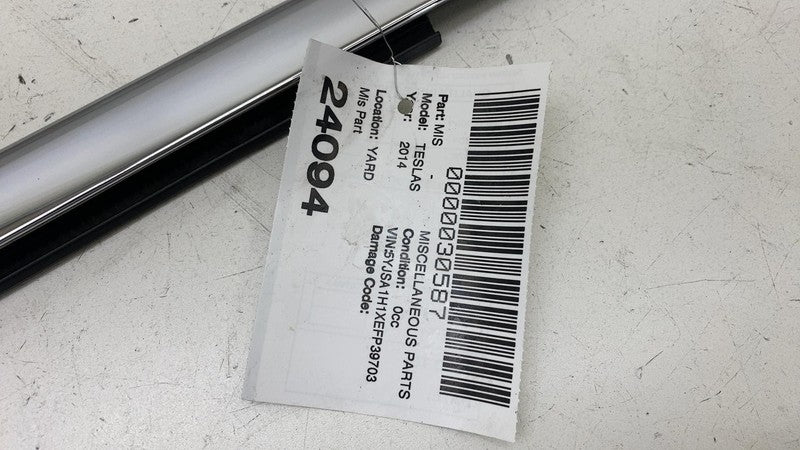 0000030587
Part: MIS - MISCELLANEOUS PARTS
Model: TESLAS Condition: 0cc
Year: 2014 VIN:5YJSA1H1XEFP39703
Location: YARD Damage Code:
Mis Part
24094